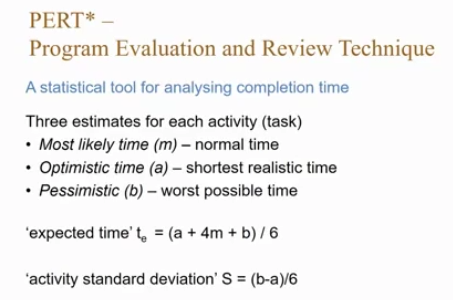 PERT* –
Program Evaluation and Review Technique
A statistical tool for analysing completion time
Three estimates for each activity (task)
• Most likely time (m) – normal time
• Optimistic time (a) – shortest realistic time
• Pessimistic (b) – worst possible time
‘expected time’ tₑ = (a + 4m + b) / 6
‘activity standard deviation’ S = (b-a)/6